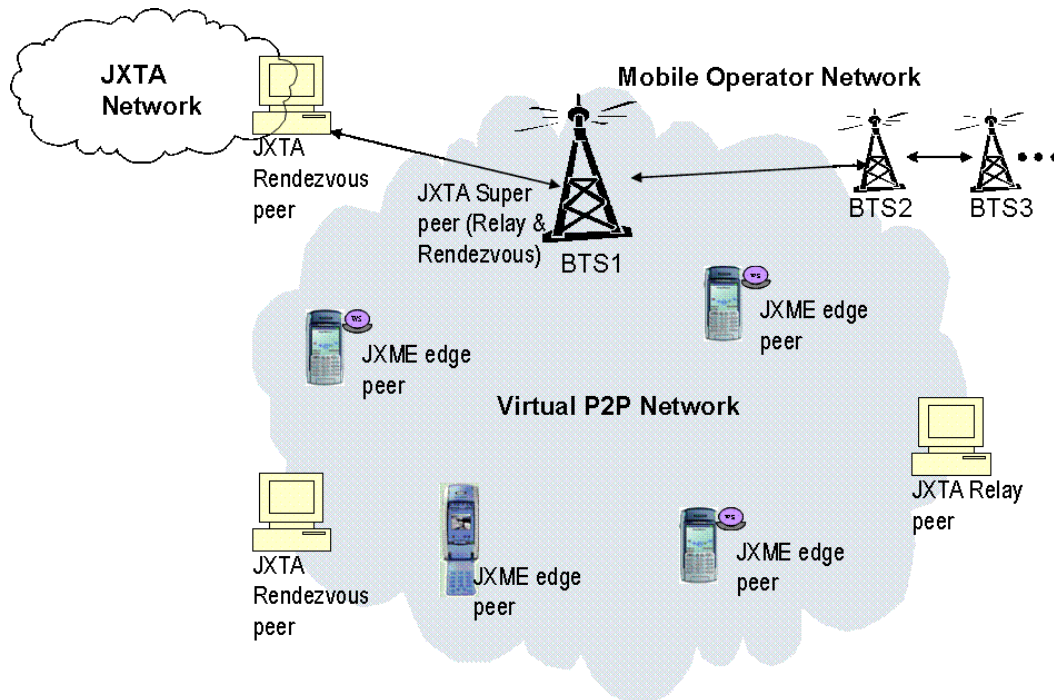 JXTA
Network
Mobile Operator Network
JXTA
Rendezvous
peer
JXTA Super
peer (Relay &
Rendezvous)
BTS1
BTS2
BTS3
JXME edge
peer
JXME edge
peer
Virtual P2P Network
JXTA Relay
peer
JXTA
Rendezvous
peer
JXME edge
peer
JXME edge
peer